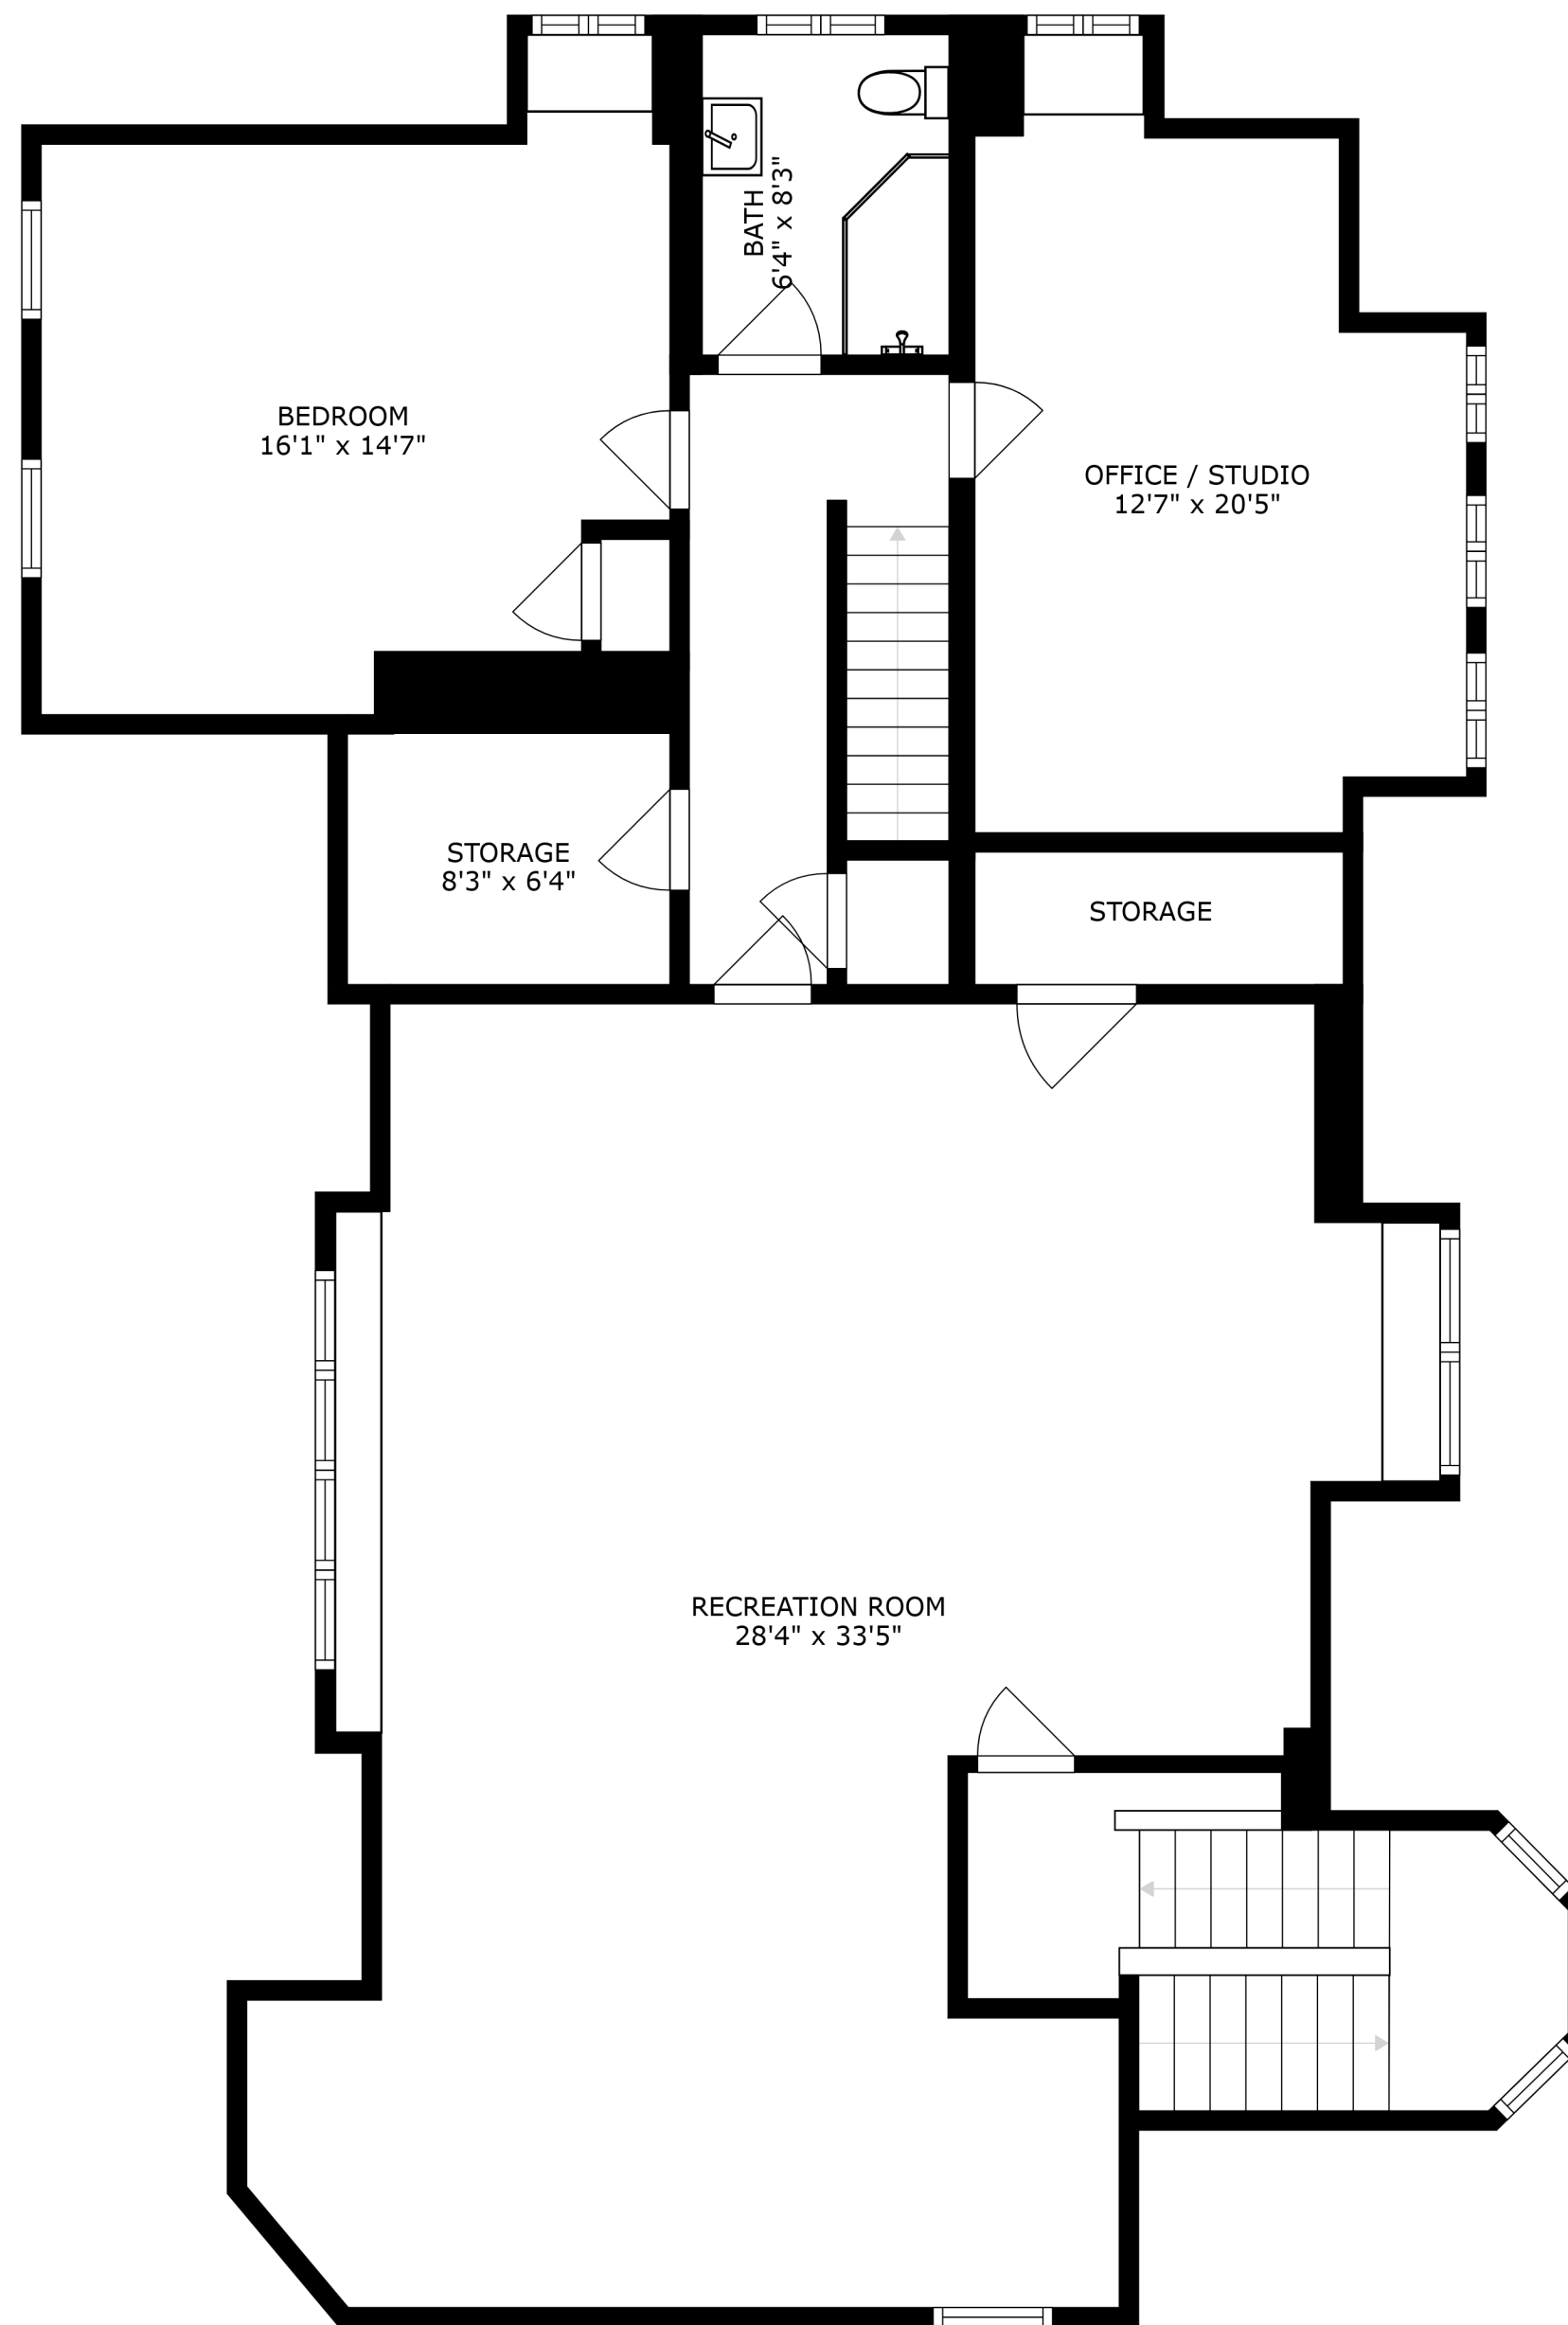 BATH
6'4" x 8'3"
BEDROOM
16'1" x 14'7"
OFFICE / STUDIO
12'7" x 20'5"
STORAGE
8'3" x 6'4"
STORAGE
RECREATION ROOM
28'4" x 33'5"